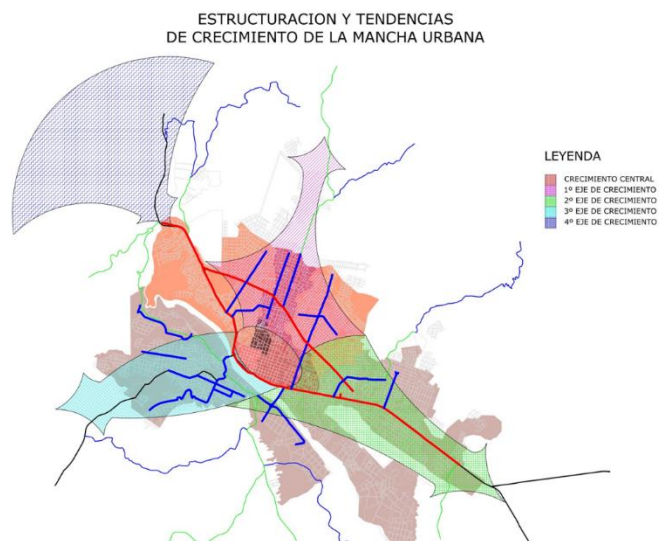 ESTRUCTURACION Y TENDENCIAS
DE CRECIMIENTO DE LA MANCHA URBANA
LEYENDA
CRECIMIENTO CENTRAL
1º EJE DE CRECIMIENTO
2º EJE DE CRECIMIENTO
3º EJE DE CRECIMIENTO
4º EJE DE CRECIMIENTO